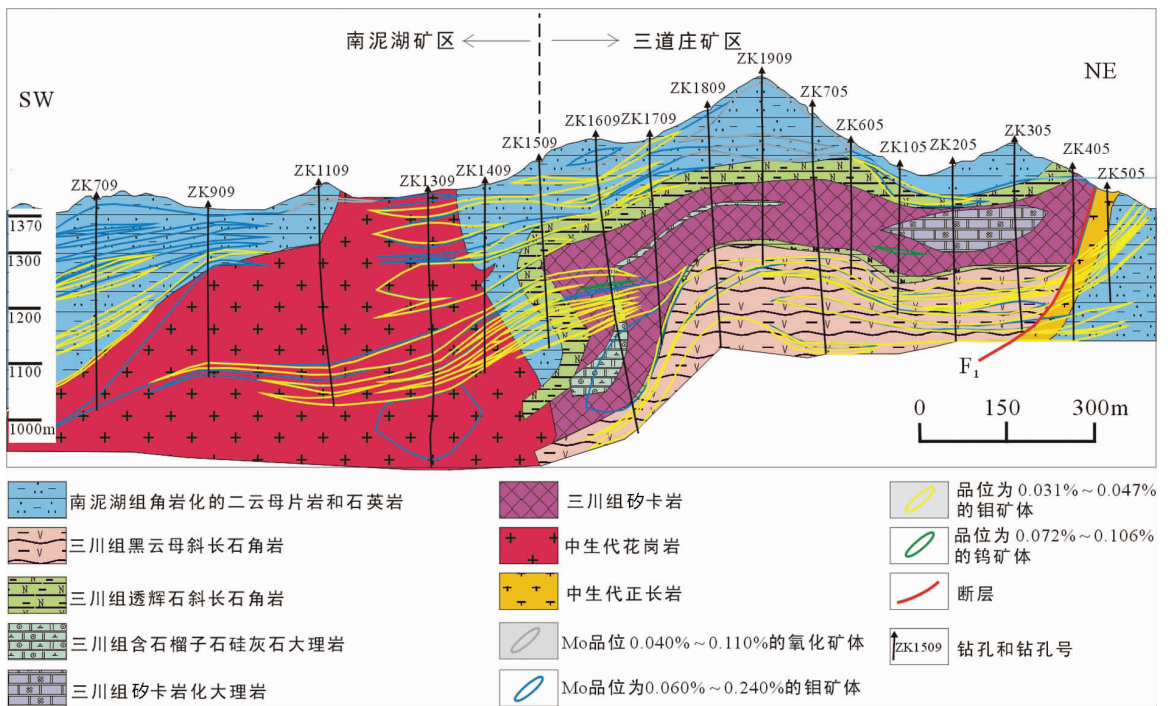 南泥湖矿区
三道庄矿区
SW
NE
ZK709
ZK909
ZK1109
ZK1309
ZK1409
ZK1509
ZK1609
ZK1709
ZK1809
ZK1909
ZK705
ZK605
ZK105
ZK205
ZK305
ZK405
ZK505
1370
1300
1200
1100
1000m
F1
0 150 300m
南泥湖组角岩化的二云母片岩和石英岩
三川组黑云母斜长石角岩
三川组透辉石斜长石角岩
三川组含石榴子石硅灰石大理岩
三川组矽卡岩化大理岩
三川组矽卡岩
中生代花岗岩
中生代正长岩
Mo品位0.040%~0.110%的氧化矿体
Mo品位为0.060%~0.240%的钼矿体
品位为 0.031%~0.047%
的钼矿体
品位为 0.072%~0.106%
的钨矿体
断层
ZK1509
钻孔和钻孔号